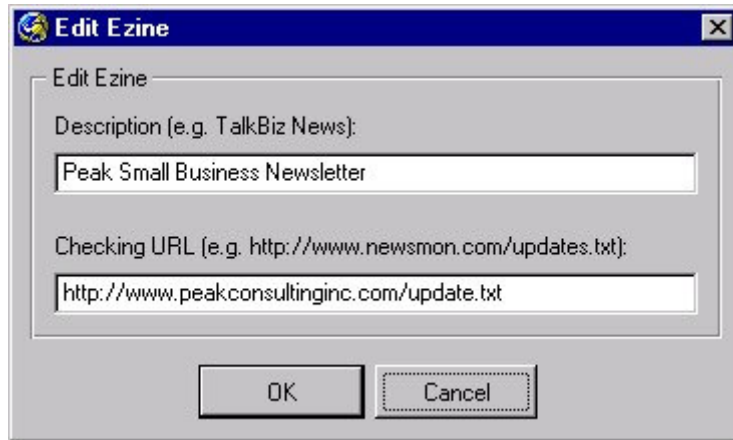 Edit Ezine
Edit Ezine
Description (e.g. TalkBiz News):
Peak Small Business Newsletter
Checking URL (e.g. http://www.newsmon.com/updates.txt):
http://www.peakconsultinginc.com/update.txt
OK Cancel